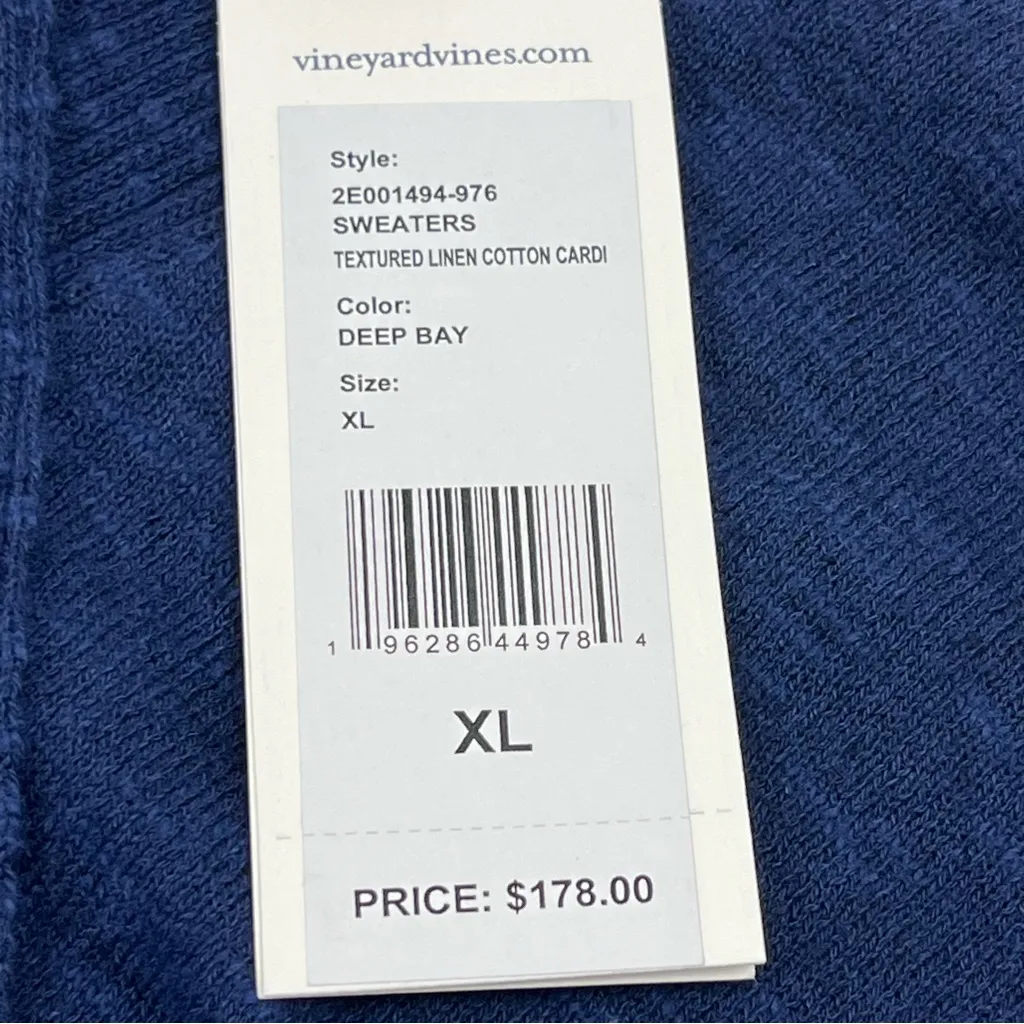 vineyardvines.com
Style:
2E001494-976
SWEATERS
TEXTURED LINEN COTTON CARDI
Color:
DEEP BAY
Size:
XL
1 96286 44978 4
XL
PRICE: $178.00